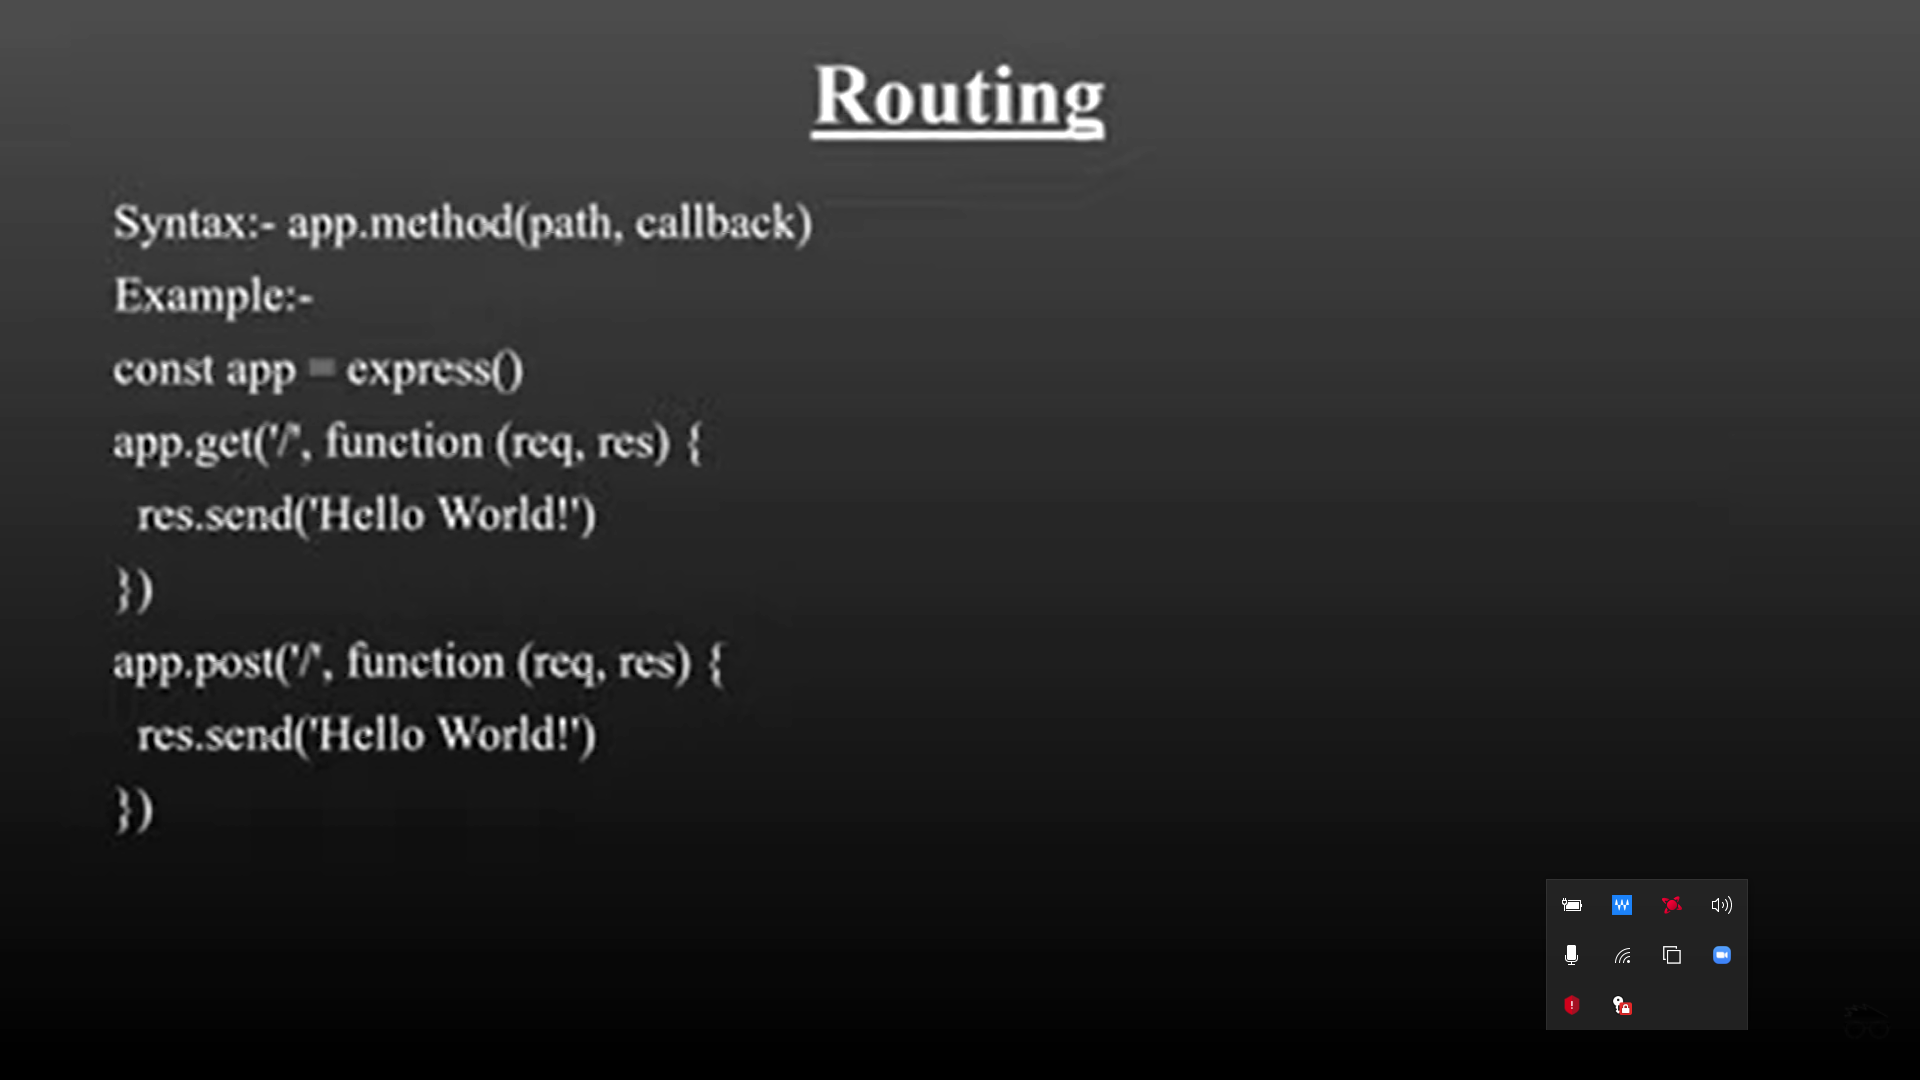 Routing
Syntax:- app.method(path, callback)
Example:-
const app = express()
app.get('/', function (req, res) {
res.send('Hello World!')
})
app.post('/', function (req, res) {
res.send('Hello World!')
})